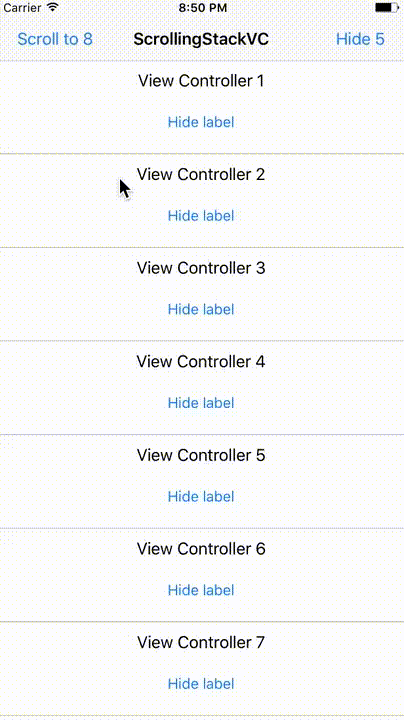 Carrier 8:50 PM
Scroll to 8 ScrollingStackVC Hide 5
View Controller 1
Hide label
View Controller 2
Hide label
View Controller 3
Hide label
View Controller 4
Hide label
View Controller 5
Hide label
View Controller 6
Hide label
View Controller 7
Hide label